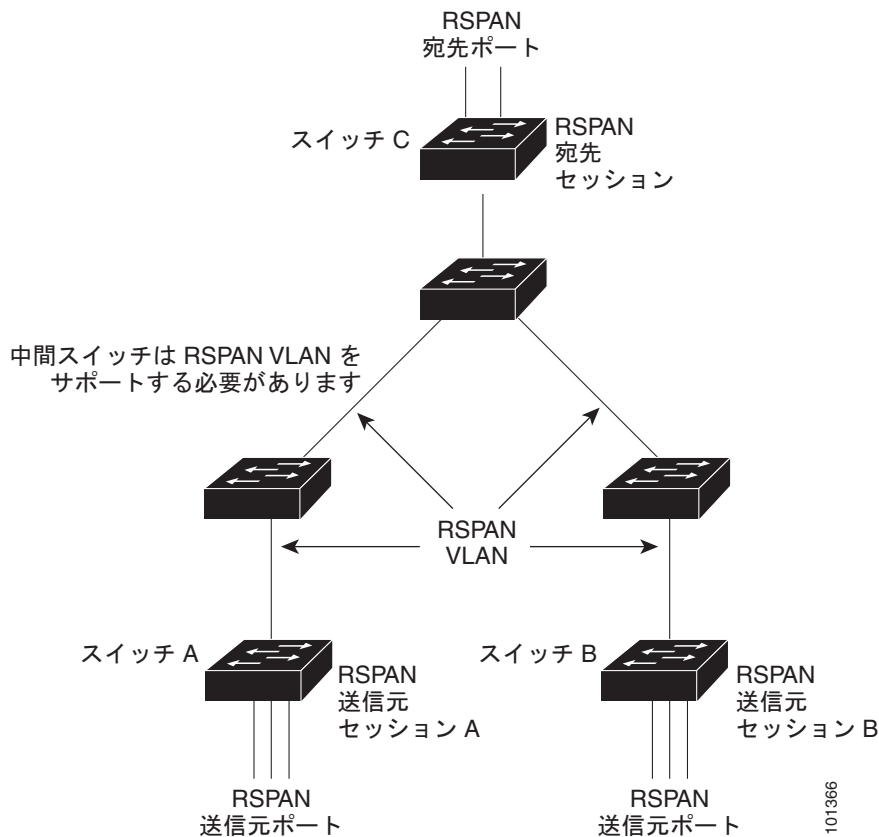 RSPAN
宛先ポート
スイッチ C
RSPAN
宛先
セッション
中間スイッチは RSPAN VLAN を
サポートする必要があります
RSPAN
VLAN
スイッチ A
RSPAN
送信元
セッション A
スイッチ B
RSPAN
送信元
セッション B
RSPAN
送信元ポート
RSPAN
送信元ポート
101366